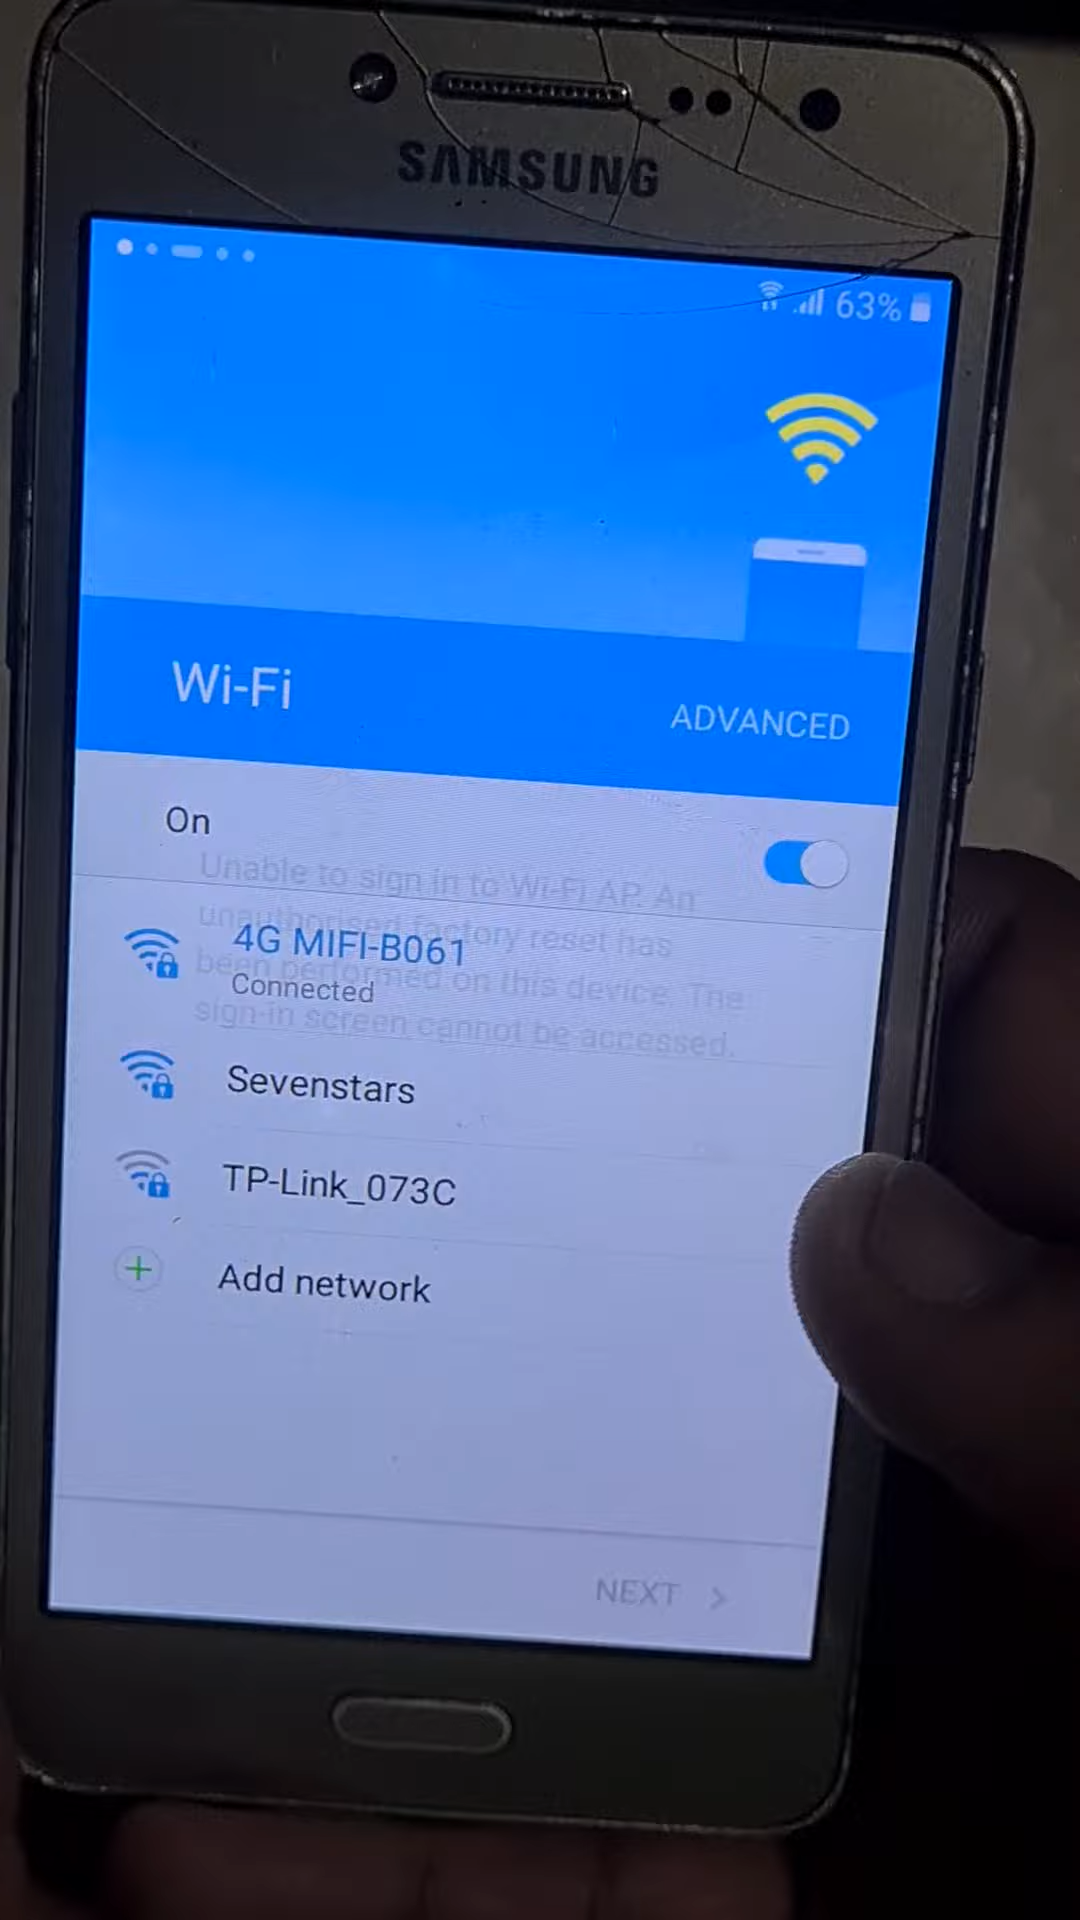 SAMSUNG
63%
Wi-Fi
ADVANCED
On
Unable to sign in to Wi-Fi AP. An
unauthorised factory reset has
been performed on this device. The
sign-in screen cannot be accessed.
4G MIFI-B061
Connected
Sevenstars
TP-Link_073C
Add network
NEXT >